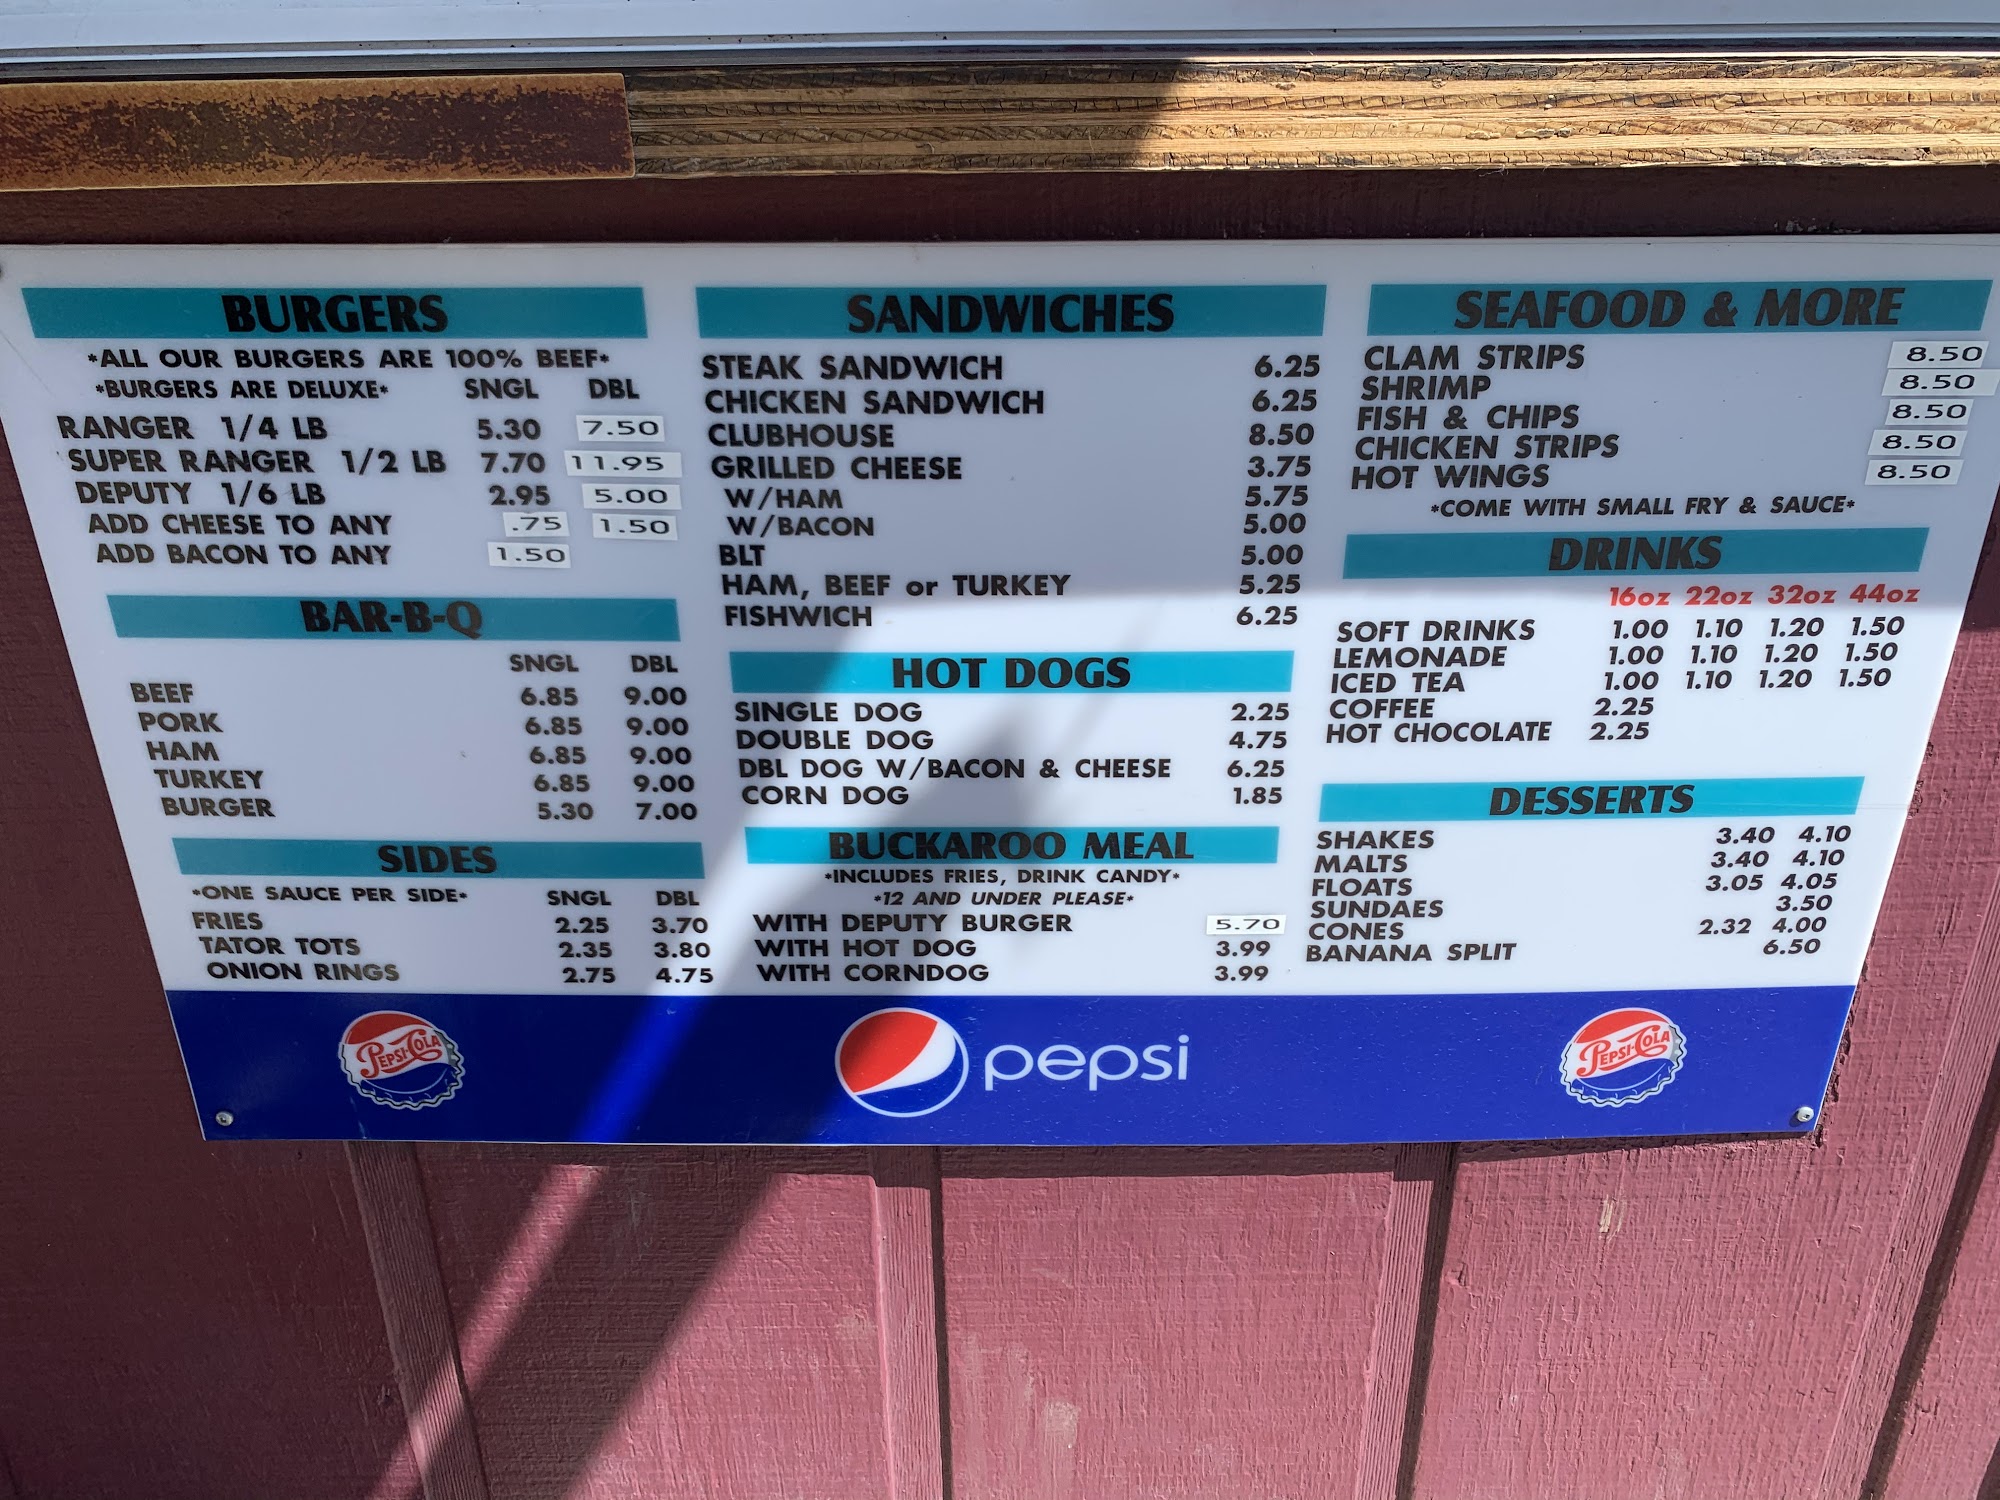 BURGERS
*ALL OUR BURGERS ARE 100% BEEF*
*BURGERS ARE DELUXE* SNGL DBL
RANGER 1/4 LB 5.30 7.50
SUPER RANGER 1/2 LB 7.70 11.95
DEPUTY 1/6 LB 2.95 5.00
ADD CHEESE TO ANY .75 1.50
ADD BACON TO ANY 1.50
BAR-B-Q
SNGL DBL
BEEF 6.85 9.00
PORK 6.85 9.00
HAM 6.85 9.00
TURKEY 6.85 9.00
BURGER 5.30 7.00
SIDES
*ONE SAUCE PER SIDE* SNGL DBL
FRIES 2.25 3.70
TATOR TOTS 2.35 3.80
ONION RINGS 2.75 4.75
SANDWICHES
STEAK SANDWICH 6.25
CHICKEN SANDWICH 6.25
CLUBHOUSE 8.50
GRILLED CHEESE 3.75
W/HAM 5.75
W/BACON 5.00
BLT 5.00
HAM, BEEF or TURKEY 5.25
FISHWICH 6.25
HOT DOGS
SINGLE DOG 2.25
DOUBLE DOG 4.75
DBL DOG W/BACON & CHEESE 6.25
CORN DOG 1.85
BUCKAROO MEAL
*INCLUDES FRIES, DRINK CANDY*
*12 AND UNDER PLEASE*
WITH DEPUTY BURGER 5.70
WITH HOT DOG 3.99
WITH CORNDOG 3.99
SEAFOOD & MORE
CLAM STRIPS 8.50
SHRIMP 8.50
FISH & CHIPS 8.50
CHICKEN STRIPS 8.50
HOT WINGS 8.50
*COME WITH SMALL FRY & SAUCE*
DRINKS
16oz 22oz 32oz 44oz
SOFT DRINKS 1.00 1.10 1.20 1.50
LEMONADE 1.00 1.10 1.20 1.50
ICED TEA 1.00 1.10 1.20 1.50
COFFEE 2.25
HOT CHOCOLATE 2.25
DESSERTS
SHAKES 3.40 4.10
MALTS 3.40 4.10
FLOATS 3.05 4.05
SUNDAES 3.50
CONES 2.32 4.00
BANANA SPLIT 6.50
PEPSI-COLA
pepsi
PEPSI-COLA